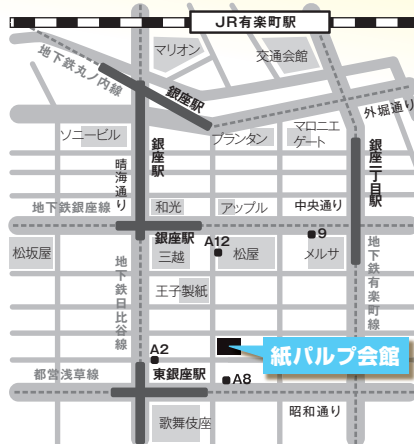 JR有楽町駅
マリオン
交通会館
地下鉄丸ノ内線
銀座駅
外堀通り
ソニービル
プランタン
マロニエ
ゲート
銀座駅
銀座一丁目駅
晴海通り
地下鉄銀座線
和光
アップル
中央通り
銀座駅
A12
9
松坂屋
三越
松屋
メルサ
地下鉄日比谷線
地下鉄有楽町線
王子製紙
紙パルプ会館
A2
都営浅草線
東銀座駅
A8
歌舞伎座
昭和通り